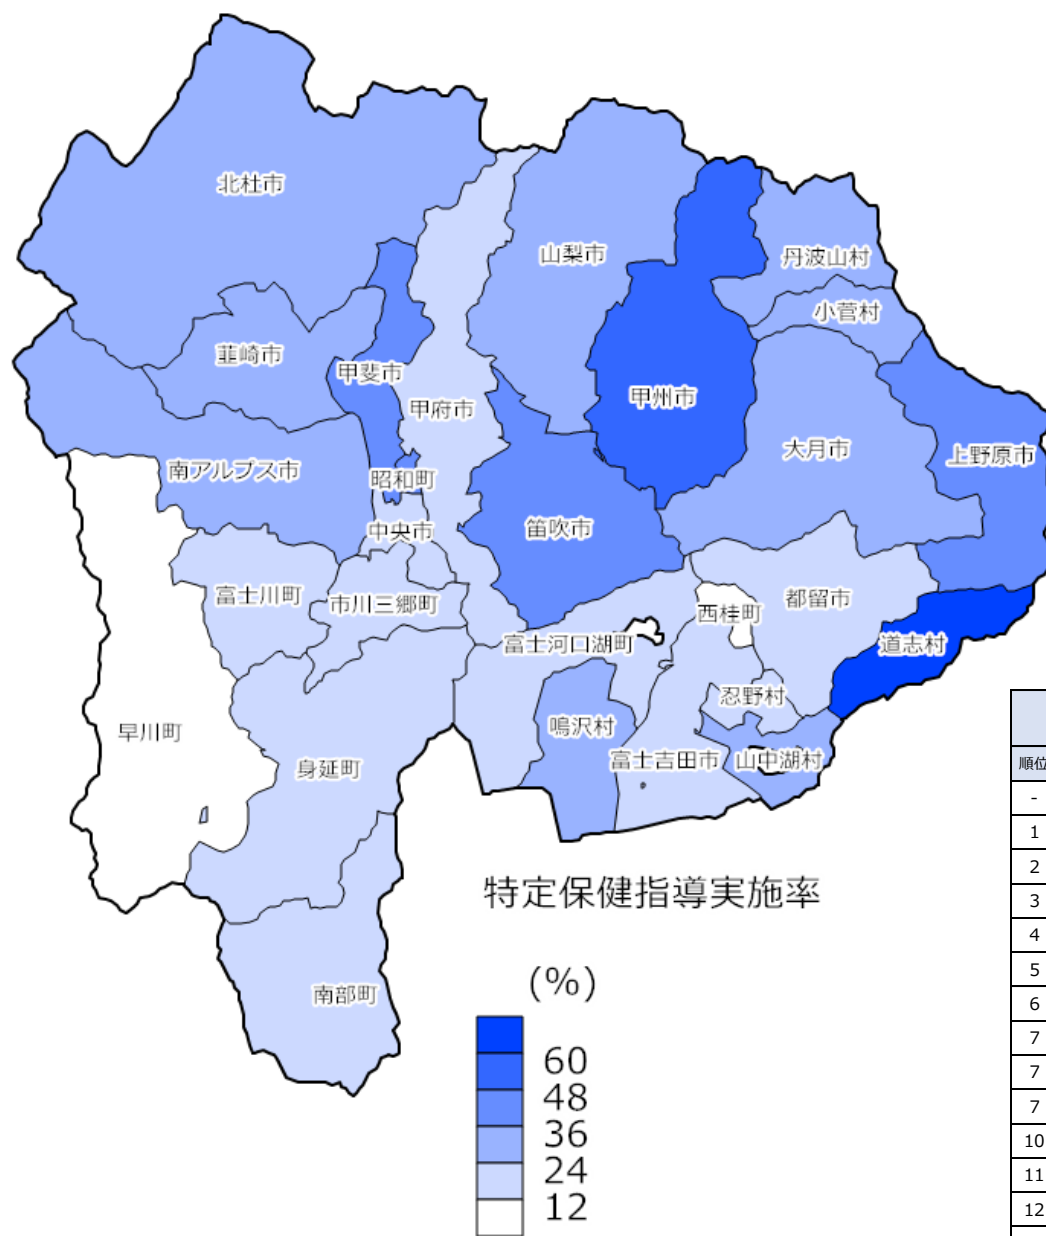 北杜市
山梨市
丹波山村
小菅村
韮崎市
甲斐市
甲州市
甲府市
大月市
上野原市
南アルプス市
昭和町
笛吹市
中央市
富士川町
市川三郷町
西桂町
都留市
富士河口湖町
道志村
忍野村
早川町
鳴沢村
身延町
富士吉田市
山中湖村
南部町
特定保健指導実施率
(%)
60
48
36
24
12
順位
-
1
2
3
4
5
6
7
7
7
10
11
12